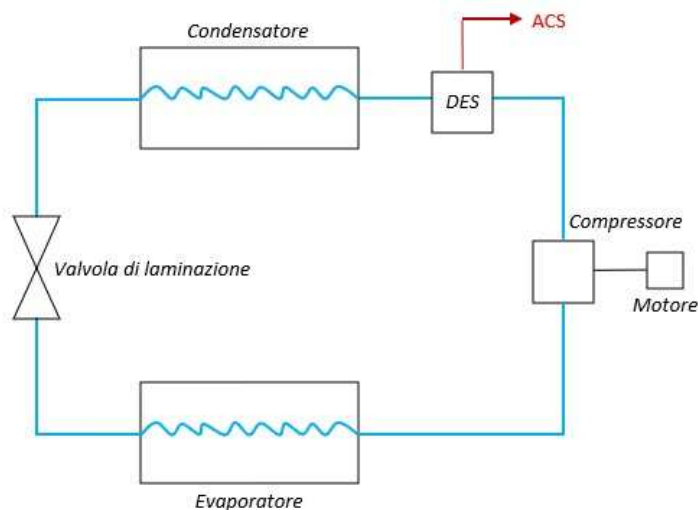 Condensatore
ACS
DES
Compressore
Valvola di laminazione
Motore
Evaporatore